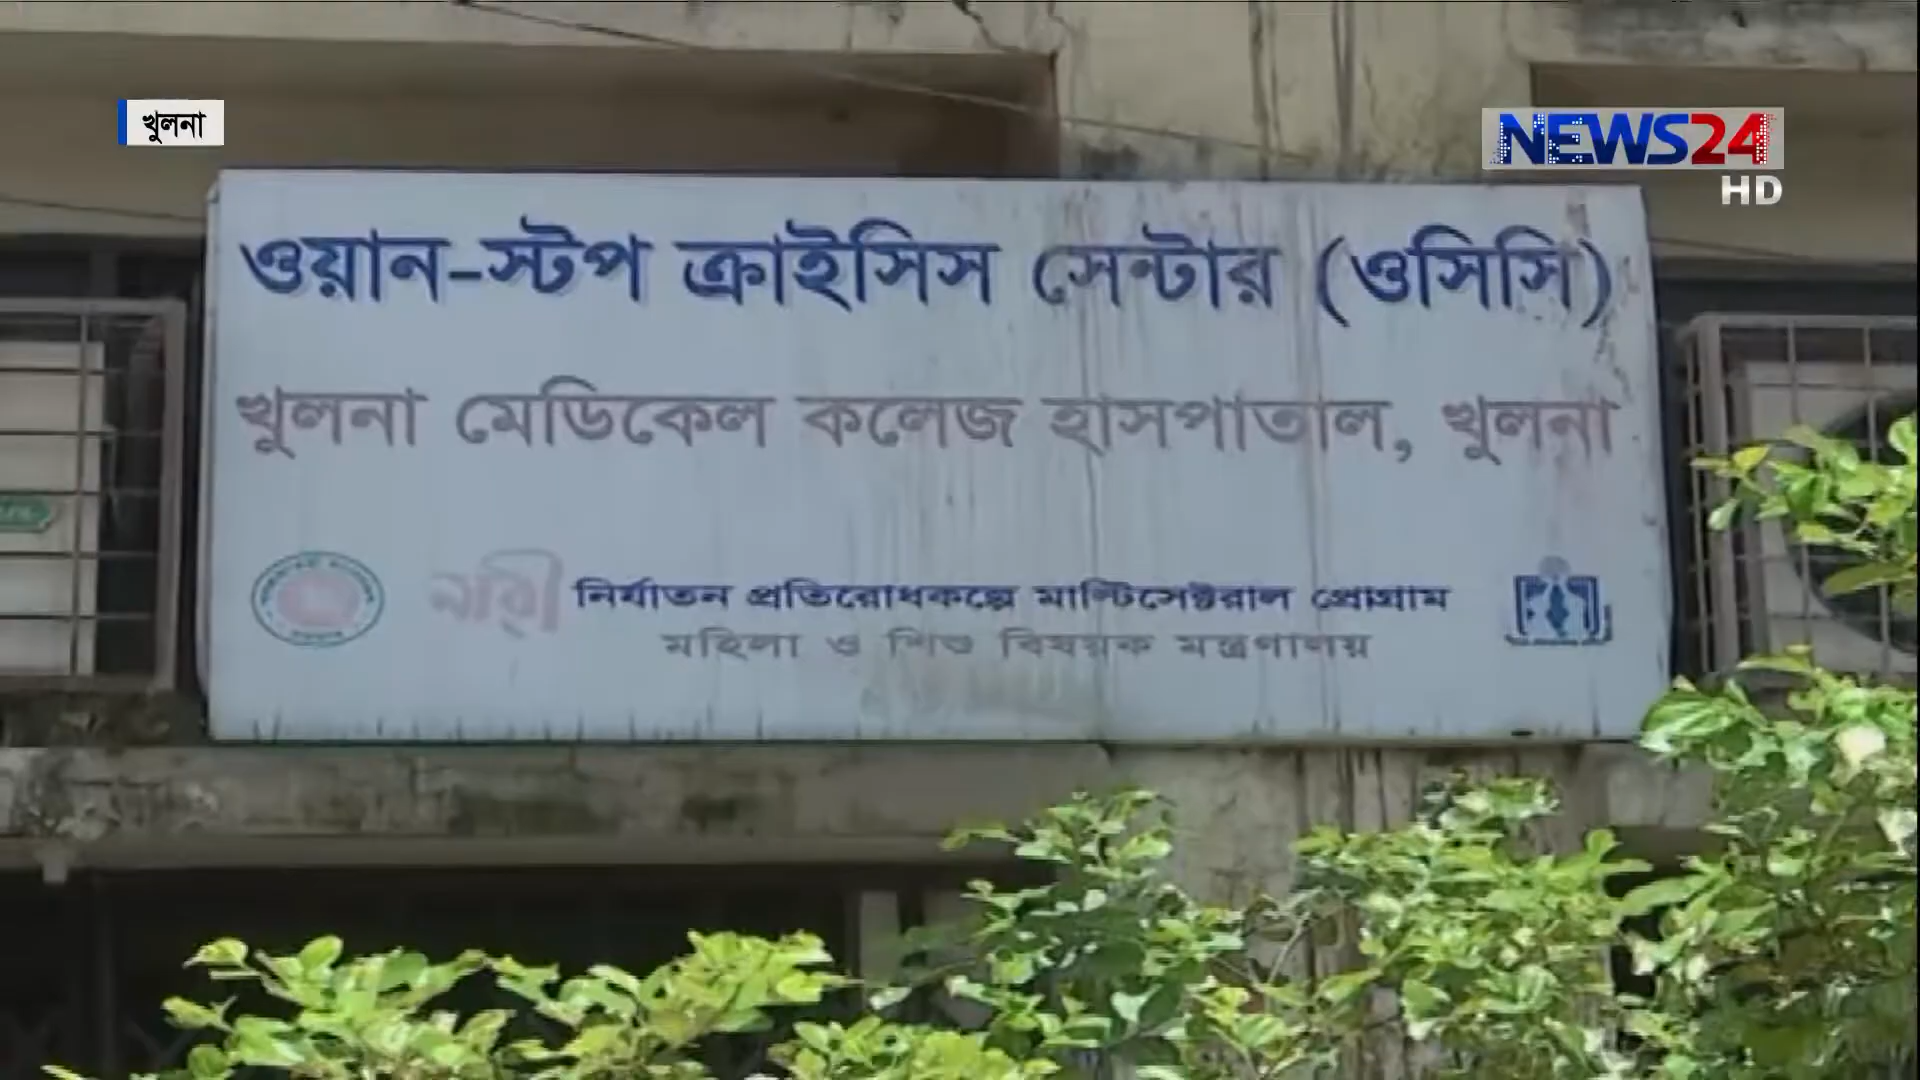 খুলনা
NEWS24
HD
ওয়ান-স্টপ ক্রাইসিস সেন্টার (ওসিসি)
খুলনা মেডিকেল কলেজ হাসপাতাল, খুলনা
নারী নির্যাতন প্রতিরোধকল্পে মাল্টিসেক্টরাল প্রোগ্রাম
মহিলা ও শিশু বিষয়ক মন্ত্রণালয়